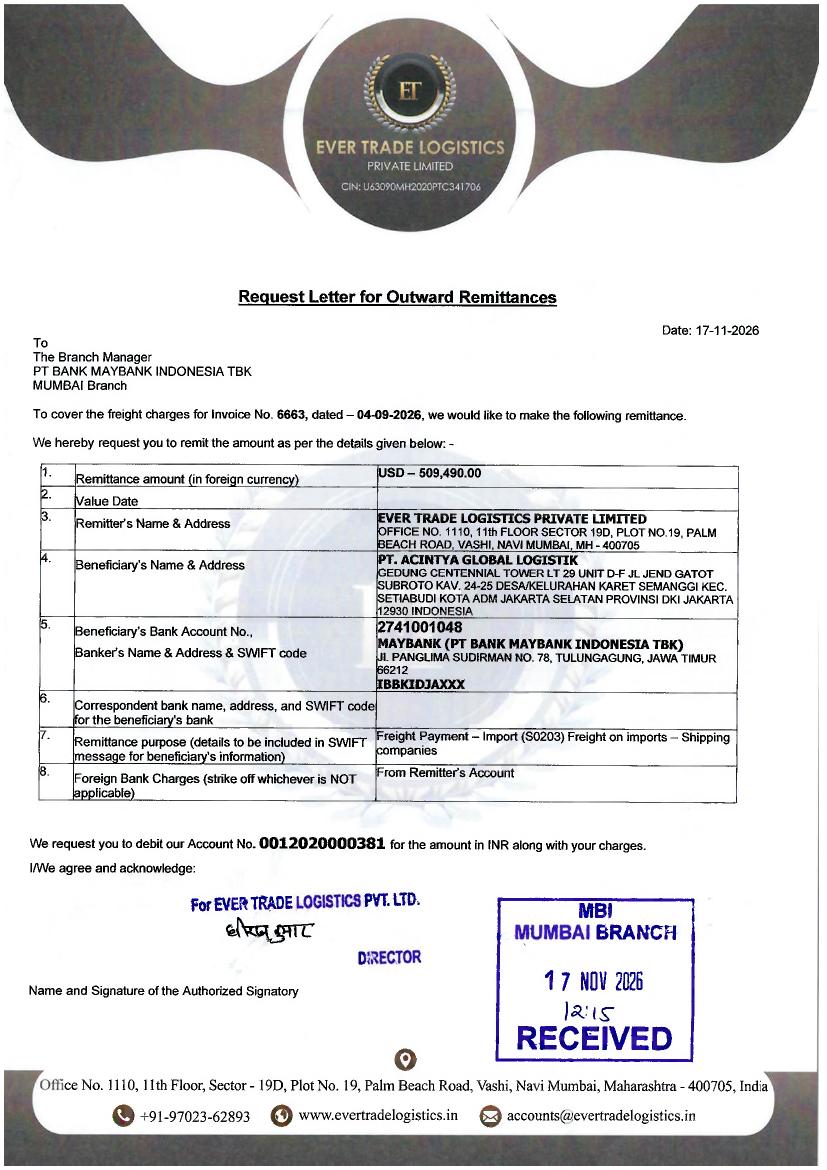 ET
EVER TRADE LOGISTICS
PRIVATE LIMITED
CIN: U63090MH2020PTC341706
Request Letter for Outward Remittances
Date: 17-11-2026
To
The Branch Manager
PT BANK MAYBANK INDONESIA TBK
MUMBAI Branch
To cover the freight charges for Invoice No. 6663, dated – 04-09-2026, we would like to make the following remittance.
We hereby request you to remit the amount as per the details given below: -
1. Remittance amount (in foreign currency) USD – 509,490.00
2. Value Date
3. Remitter's Name & Address EVER TRADE LOGISTICS PRIVATE LIMITED
OFFICE NO. 1110, 11th FLOOR SECTOR 19D, PLOT NO.19, PALM
BEACH ROAD, VASHI, NAVI MUMBAI, MH - 400705
4. Beneficiary's Name & Address PT. ACINTYA GLOBAL LOGISTIK
GEDUNG CENTENNIAL TOWER LT 29 UNIT D-F JL JEND GATOT
SUBROTO KAV. 24-25 DESA/KELURAHAN KARET SEMANGGI KEC.
SETIABUDI KOTA ADM JAKARTA SELATAN PROVINSI DKI JAKARTA
12930 INDONESIA
5. Beneficiary's Bank Account No., 2741001048
Banker's Name & Address & SWIFT code MAYBANK (PT BANK MAYBANK INDONESIA TBK)
Jl. PANGLIMA SUDIRMAN NO. 78, TULUNGAGUNG, JAWA TIMUR
66212
IBBKIDJAXXX
6. Correspondent bank name, address, and SWIFT code
for the beneficiary's bank
7. Remittance purpose (details to be included in SWIFT Freight Payment – Import (S0203) Freight on imports – Shipping
message for beneficiary's information) companies
8. Foreign Bank Charges (strike off whichever is NOT From Remitter's Account
applicable)
We request you to debit our Account No. 0012020000381 for the amount in INR along with your charges.
I/We agree and acknowledge:
For EVER TRADE LOGISTICS PVT. LTD.
DIRECTOR
Name and Signature of the Authorized Signatory
MBI
MUMBAI BRANCH
17 NOV 2026
12:15
RECEIVED
Office No. 1110, 11th Floor, Sector - 19D, Plot No. 19, Palm Beach Road, Vashi, Navi Mumbai, Maharashtra - 400705, India
+91-97023-62893 www.evertradelogistics.in accounts@evertradelogistics.in